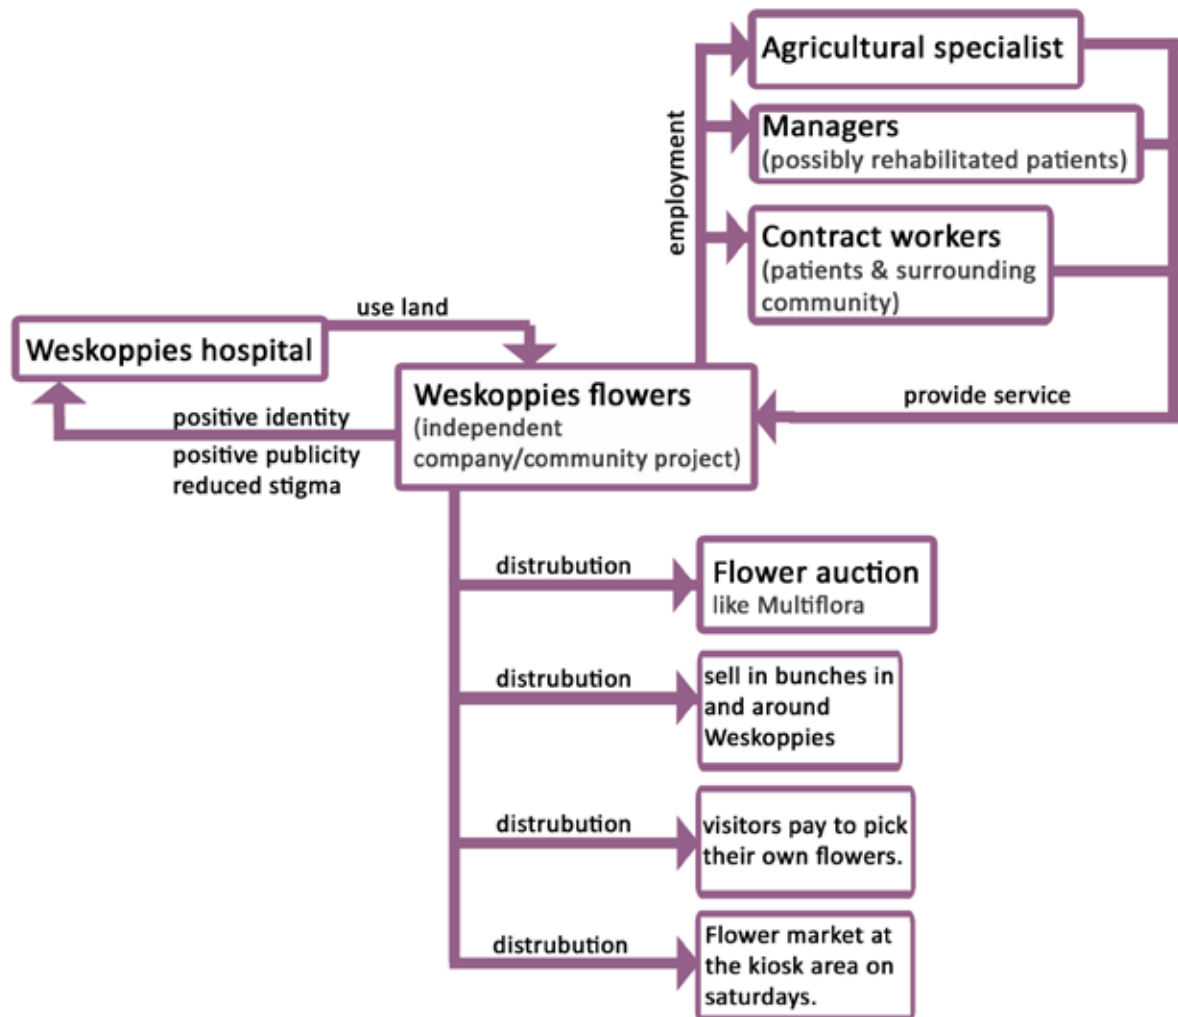 Agricultural specialist
Managers
(possibly rehabilitated patients)
employment
Contract workers
(patients & surrounding
community)
use land
Weskoppies hospital
Weskoppies flowers
(independent
company/community project)
provide service
positive identity
positive publicity
reduced stigma
distrubution
Flower auction
like Multiflora
distrubution
sell in bunches in
and around
Weskoppies
distrubution
visitors pay to pick
their own flowers.
distrubution
Flower market at
the kiosk area on
saturdays.